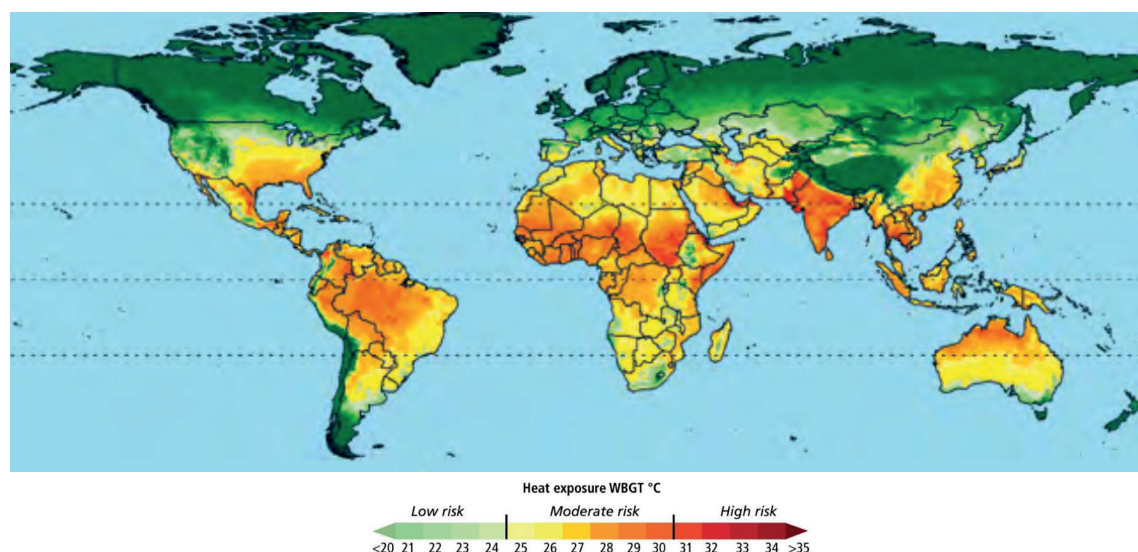 Heat exposure WBGT °C
Low risk Moderate risk High risk
<20 21 22 23 24 25 26 27 28 29 30 31 32 33 34 >35